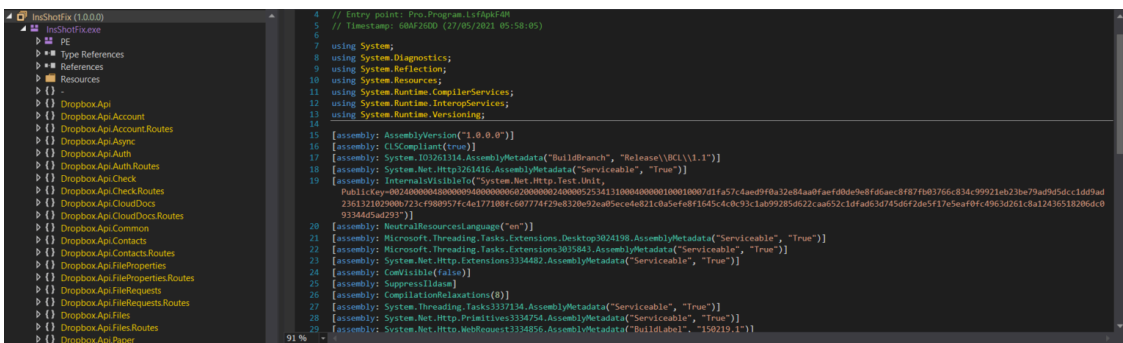 InsShotFix (1.0.0.0)
InsShotFix.exe
PE
Type References
References
Resources
{ } -
{ } Dropbox.Api
{ } Dropbox.Api.Account
{ } Dropbox.Api.Account.Routes
{ } Dropbox.Api.Async
{ } Dropbox.Api.Auth
{ } Dropbox.Api.Auth.Routes
{ } Dropbox.Api.Check
{ } Dropbox.Api.Check.Routes
{ } Dropbox.Api.CloudDocs
{ } Dropbox.Api.CloudDocs.Routes
{ } Dropbox.Api.Common
{ } Dropbox.Api.Contacts
{ } Dropbox.Api.Contacts.Routes
{ } Dropbox.Api.FileProperties
{ } Dropbox.Api.FileProperties.Routes
{ } Dropbox.Api.FileRequests
{ } Dropbox.Api.FileRequests.Routes
{ } Dropbox.Api.Files
{ } Dropbox.Api.Files.Routes
{ } Dropbox.Api.Paper
4 // Entry point: Pro.Program.LsfApkF4M
5 // Timestamp: 60AF26DD (27/05/2021 05:58:05)
6
7 using System;
8 using System.Diagnostics;
9 using System.Reflection;
10 using System.Resources;
11 using System.Runtime.CompilerServices;
12 using System.Runtime.InteropServices;
13 using System.Runtime.Versioning;
14
15 [assembly: AssemblyVersion("1.0.0.0")]
16 [assembly: CLSCompliant(true)]
17 [assembly: System.IO3261314.AssemblyMetadata("BuildBranch", "Release\\BCL\\1.1")]
18 [assembly: System.Net.Http3261416.AssemblyMetadata("Serviceable", "True")]
19 [assembly: InternalsVisibleTo("System.Net.Http.Test.Unit,
20 [assembly: NeutralResourcesLanguage("en")]
21 [assembly: Microsoft.Threading.Tasks.Extensions.Desktop3024198.AssemblyMetadata("Serviceable", "True")]
22 [assembly: Microsoft.Threading.Tasks.Extensions3035843.AssemblyMetadata("Serviceable", "True")]
23 [assembly: System.Net.Http.Extensions3334482.AssemblyMetadata("Serviceable", "True")]
24 [assembly: ComVisible(false)]
25 [assembly: SuppressIldasm]
26 [assembly: CompilationRelaxations(8)]
27 [assembly: System.Threading.Tasks3337134.AssemblyMetadata("Serviceable", "True")]
28 [assembly: System.Net.Http.Primitives3334754.AssemblyMetadata("Serviceable", "True")]
29 [assembly: System.Net.Http.WebRequest3334856.AssemblyMetadata("BuildLabel", "150219.1")]
91 %